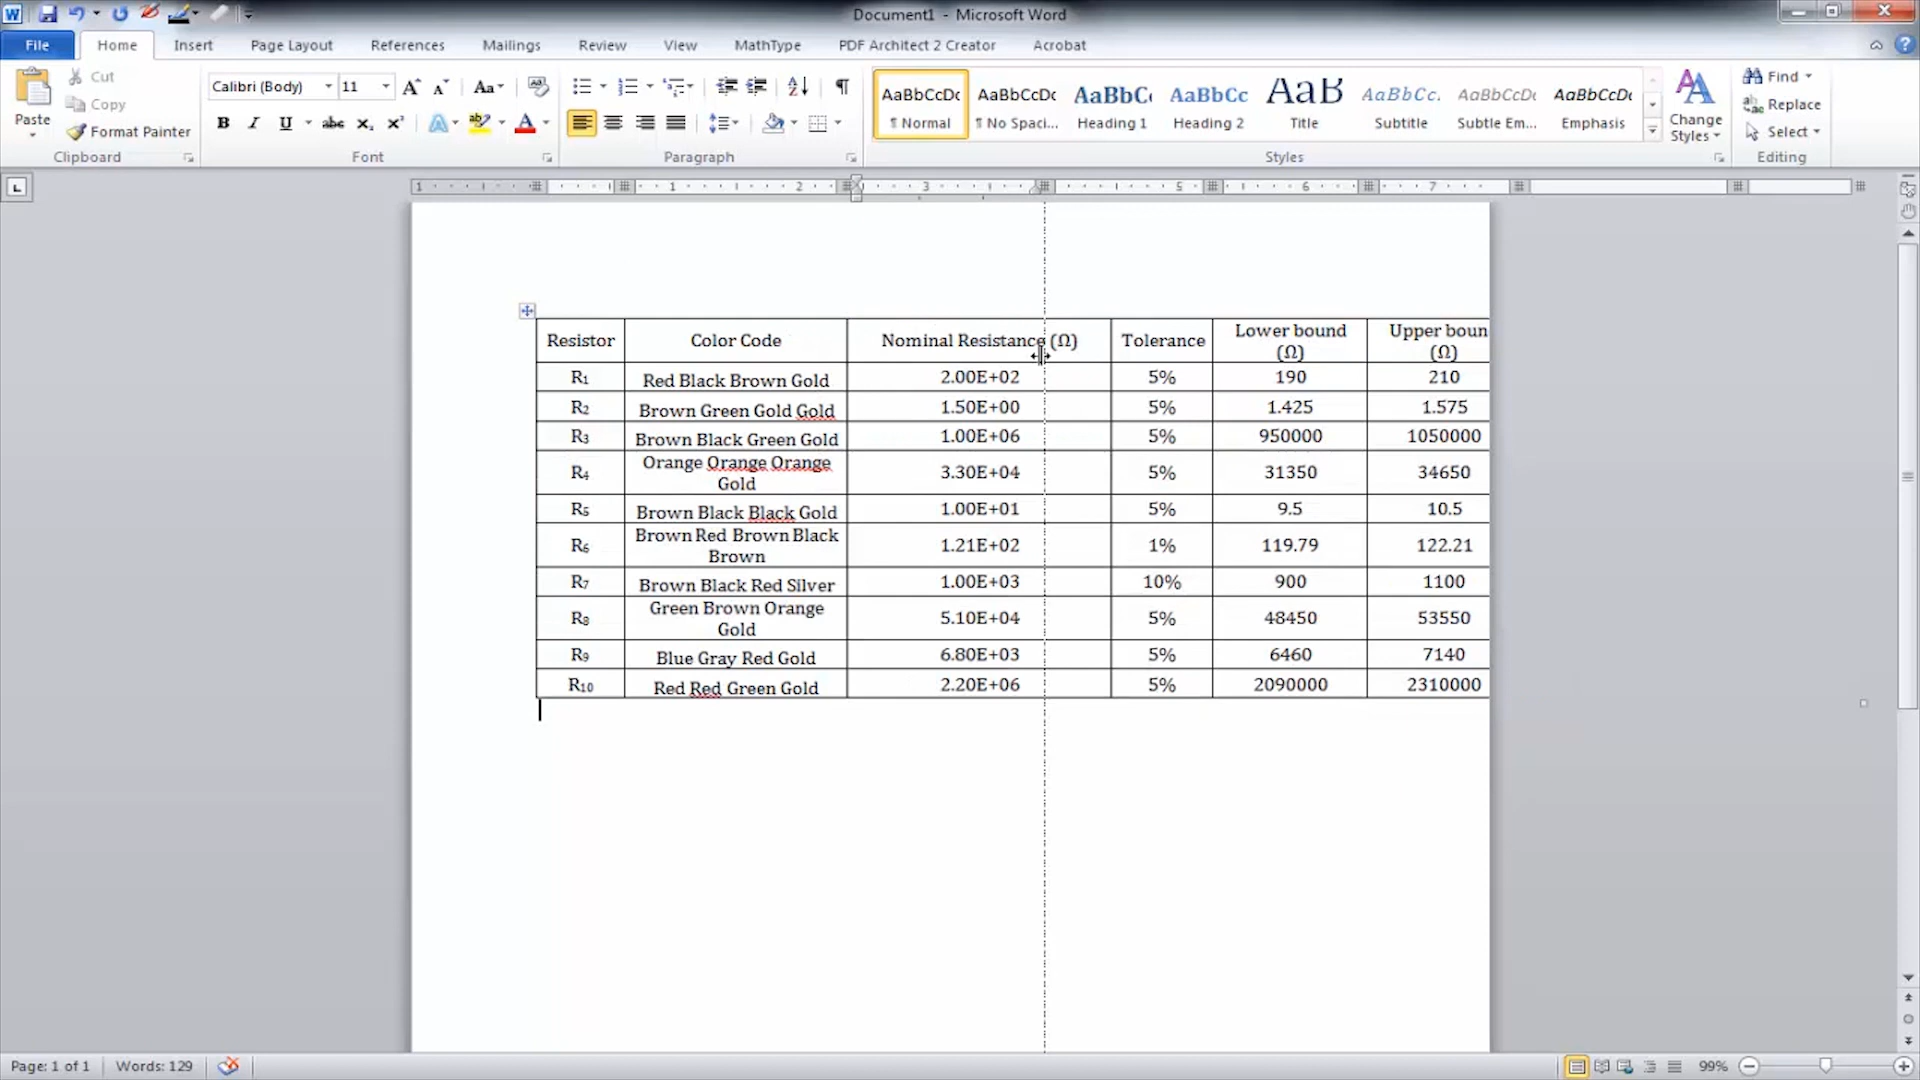 Document1 - Microsoft Word
File Home Insert Page Layout References Mailings Review View MathType PDF Architect 2 Creator Acrobat
Paste
Cut
Copy
Format Painter
Clipboard
Calibri (Body) 11
Font
Paragraph
AaBbCcDc AaBbCcDc AaBbC AaBbCc AaB AaBbCc. AaBbCcDc AaBbCcDc
¶ Normal ¶ No Spaci... Heading 1 Heading 2 Title Subtitle Subtle Em... Emphasis
Change Styles
Styles
Find
Replace
Select
Editing
1 1 2 3 5 6 7
Resistor Color Code Nominal Resistance (Ω) Tolerance Lower bound (Ω) Upper boun (Ω)
R1 Red Black Brown Gold 2.00E+02 5% 190 210
R2 Brown Green Gold Gold 1.50E+00 5% 1.425 1.575
R3 Brown Black Green Gold 1.00E+06 5% 950000 1050000
R4 Orange Orange Orange Gold 3.30E+04 5% 31350 34650
R5 Brown Black Black Gold 1.00E+01 5% 9.5 10.5
R6 Brown Red Brown Black Brown 1.21E+02 1% 119.79 122.21
R7 Brown Black Red Silver 1.00E+03 10% 900 1100
R8 Green Brown Orange Gold 5.10E+04 5% 48450 53550
R9 Blue Gray Red Gold 6.80E+03 5% 6460 7140
R10 Red Red Green Gold 2.20E+06 5% 2090000 2310000
Page: 1 of 1 Words: 129 99%